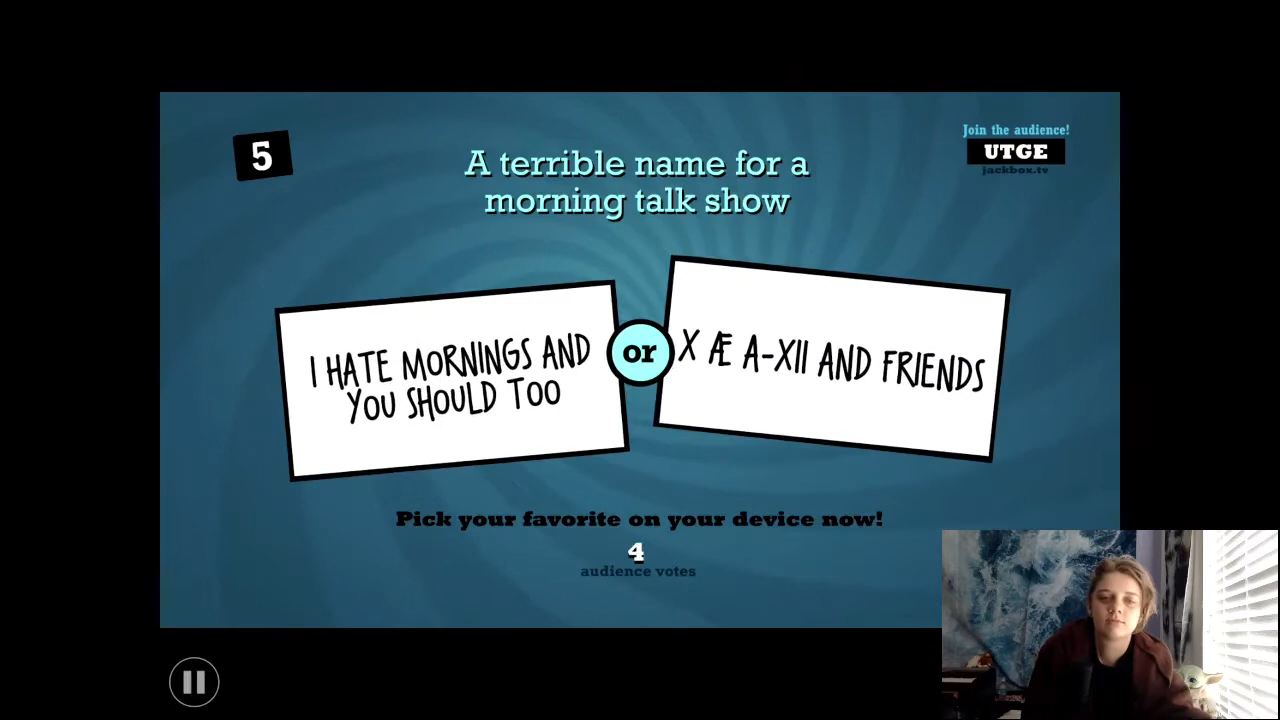 5
Join the audience!
UTGE
jackbox.tv
A terrible name for a
morning talk show
I HATE MORNINGS AND
YOU SHOULD TOO
or
X Æ A-XII AND FRIENDS
Pick your favorite on your device now!
4
audience votes